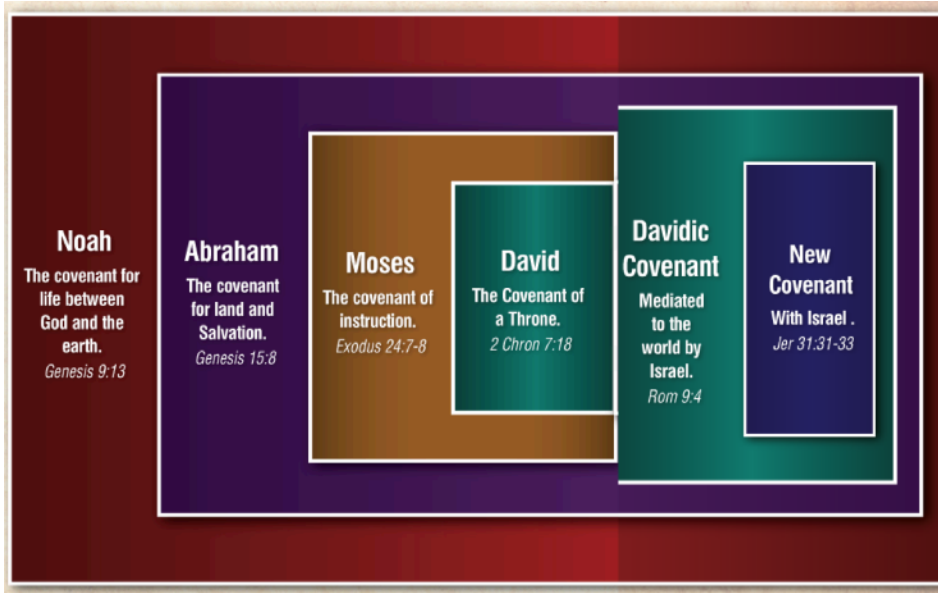 Noah
The covenant for
life between
God and the
earth.
Genesis 9:13
Abraham
The covenant
for land and
Salvation.
Genesis 15:8
Moses
The covenant of
instruction.
Exodus 24:7-8
David
The Covenant of
a Throne.
2 Chron 7:18
Davidic
Covenant
Mediated
to the
world by
Israel.
Rom 9:4
New
Covenant
With Israel .
Jer 31:31-33